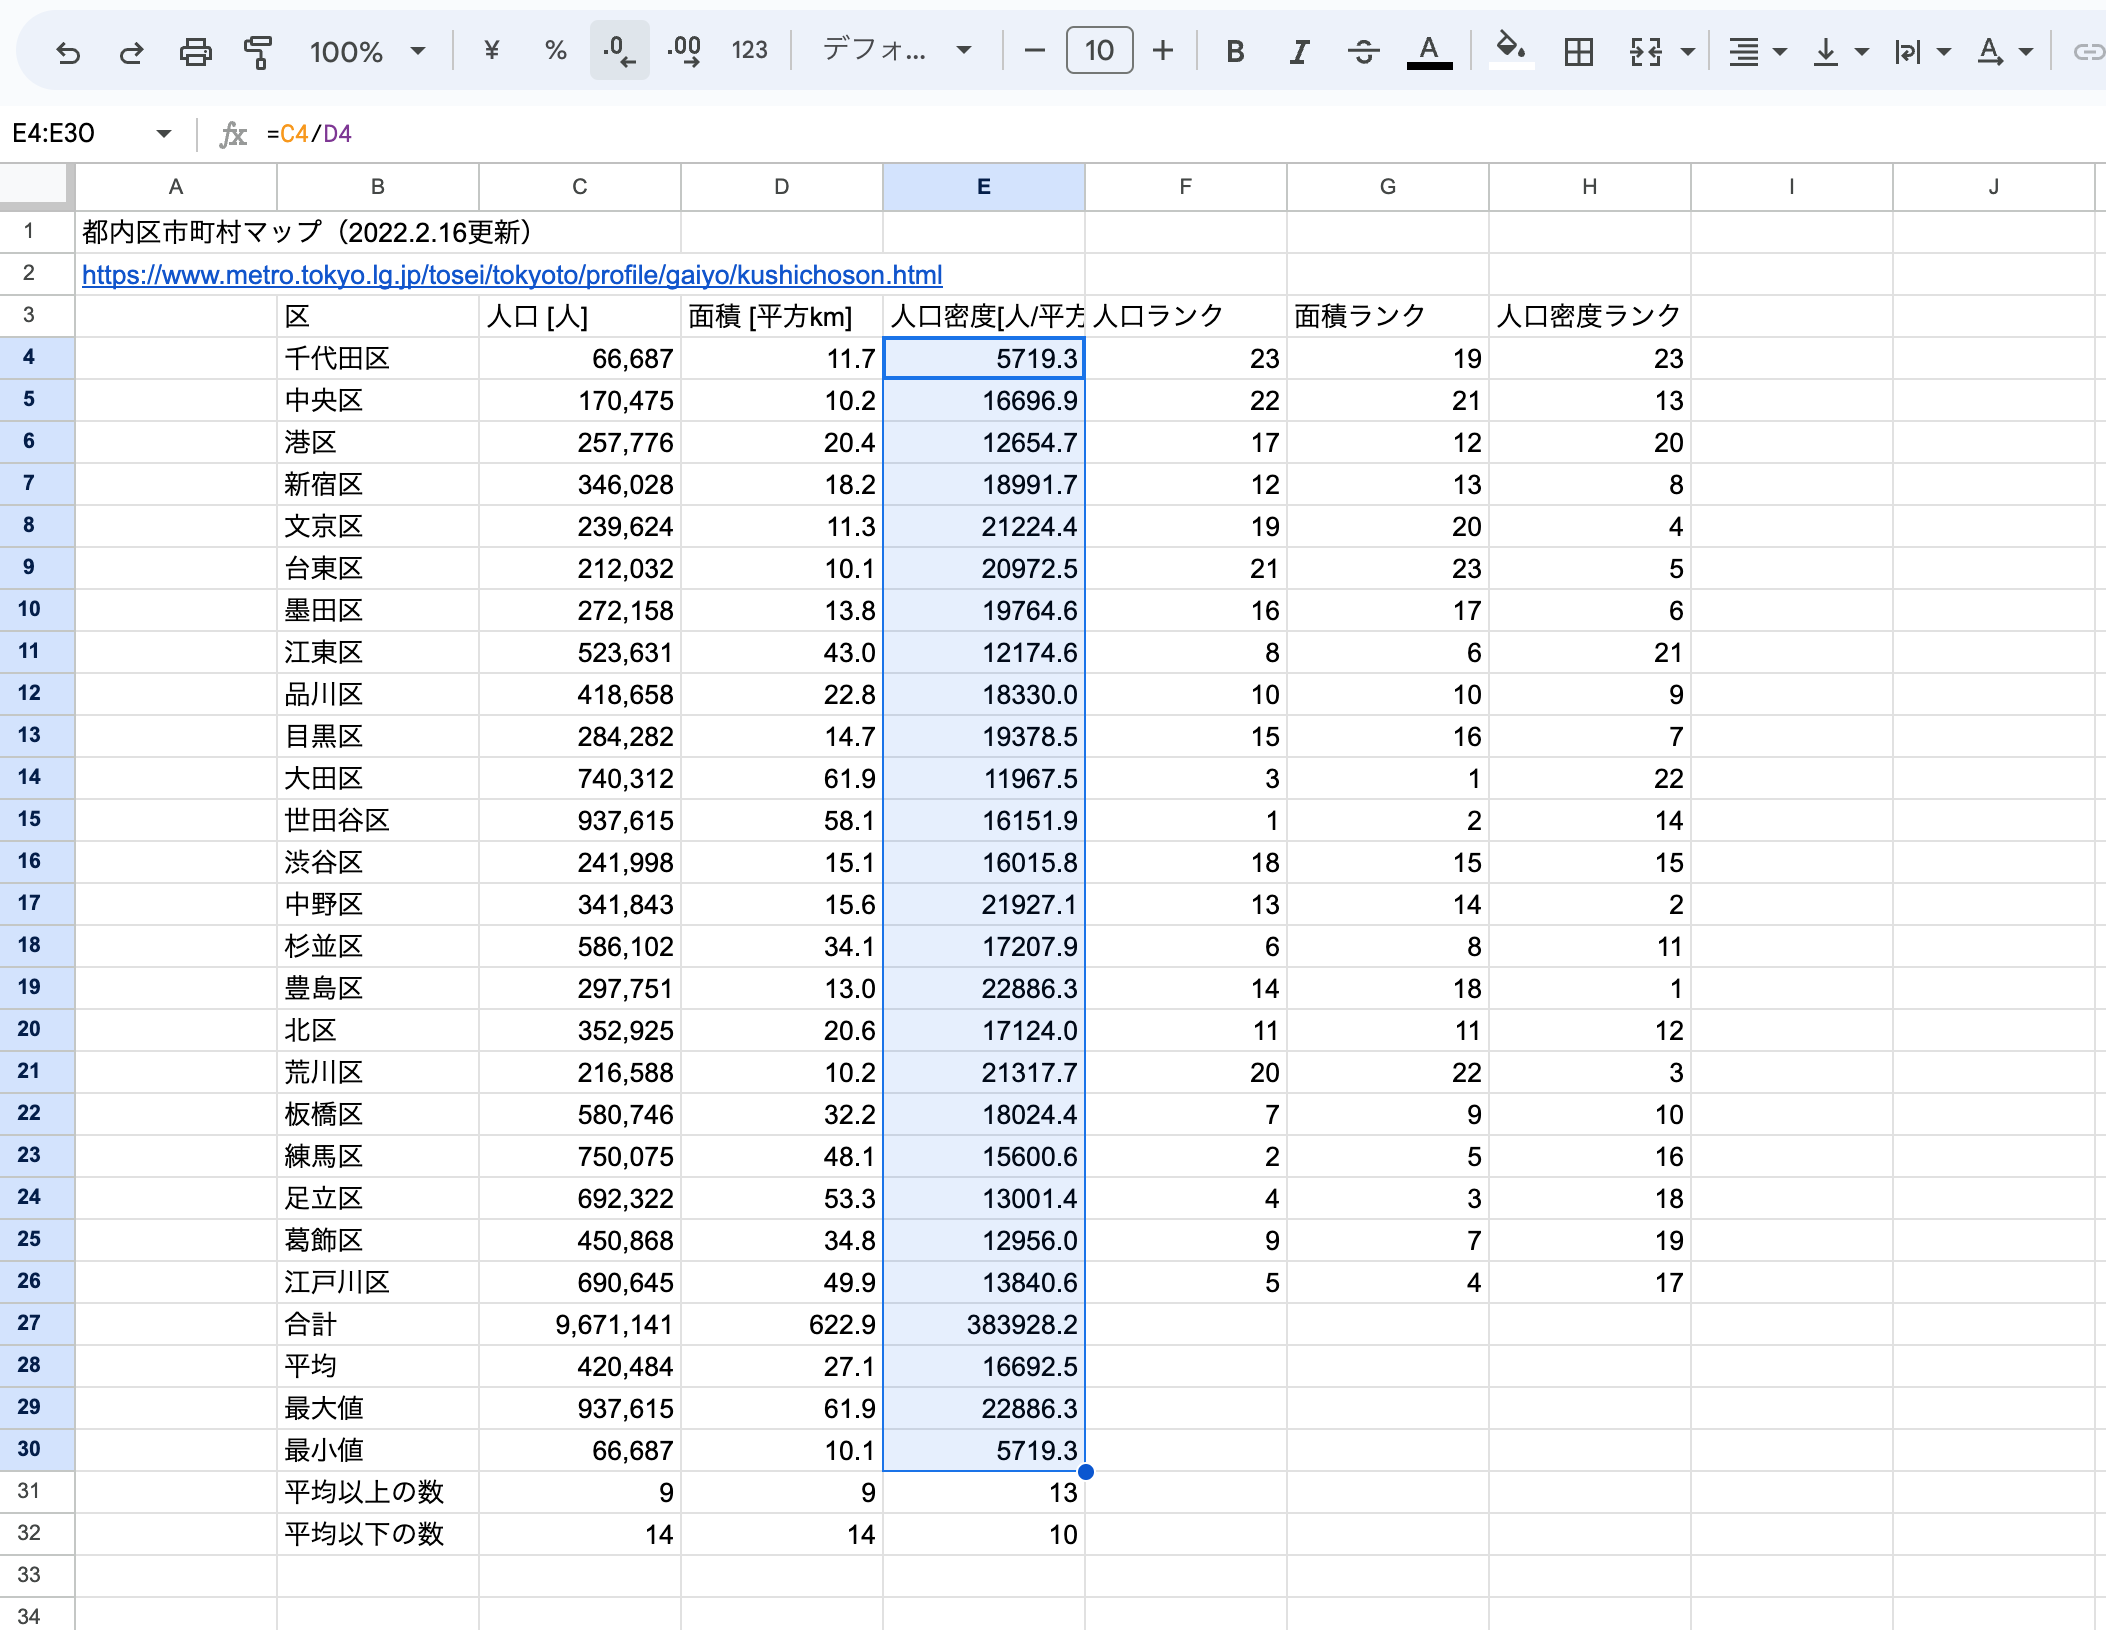 100% ¥ % .0 .00 123 デフォ... 10 B I A A
E4:E30 fx =C4/D4
A B C D E F G H I J
1 都内区市町村マップ（2022.2.16更新）
2 https://www.metro.tokyo.lg.jp/tosei/tokyoto/profile/gaiyo/kushichoson.html
3 区 人口 [人] 面積 [平方km] 人口密度[人/平方 人口ランク 面積ランク 人口密度ランク
4 千代田区 66,687 11.7 5719.3 23 19 23
5 中央区 170,475 10.2 16696.9 22 21 13
6 港区 257,776 20.4 12654.7 17 12 20
7 新宿区 346,028 18.2 18991.7 12 13 8
8 文京区 239,624 11.3 21224.4 19 20 4
9 台東区 212,032 10.1 20972.5 21 23 5
10 墨田区 272,158 13.8 19764.6 16 17 6
11 江東区 523,631 43.0 12174.6 8 6 21
12 品川区 418,658 22.8 18330.0 10 10 9
13 目黒区 284,282 14.7 19378.5 15 16 7
14 大田区 740,312 61.9 11967.5 3 1 22
15 世田谷区 937,615 58.1 16151.9 1 2 14
16 渋谷区 241,998 15.1 16015.8 18 15 15
17 中野区 341,843 15.6 21927.1 13 14 2
18 杉並区 586,102 34.1 17207.9 6 8 11
19 豊島区 297,751 13.0 22886.3 14 18 1
20 北区 352,925 20.6 17124.0 11 11 12
21 荒川区 216,588 10.2 21317.7 20 22 3
22 板橋区 580,746 32.2 18024.4 7 9 10
23 練馬区 750,075 48.1 15600.6 2 5 16
24 足立区 692,322 53.3 13001.4 4 3 18
25 葛飾区 450,868 34.8 12956.0 9 7 19
26 江戸川区 690,645 49.9 13840.6 5 4 17
27 合計 9,671,141 622.9 383928.2
28 平均 420,484 27.1 16692.5
29 最大値 937,615 61.9 22886.3
30 最小値 66,687 10.1 5719.3
31 平均以上の数 9 9 13
32 平均以下の数 14 14 10
33
34